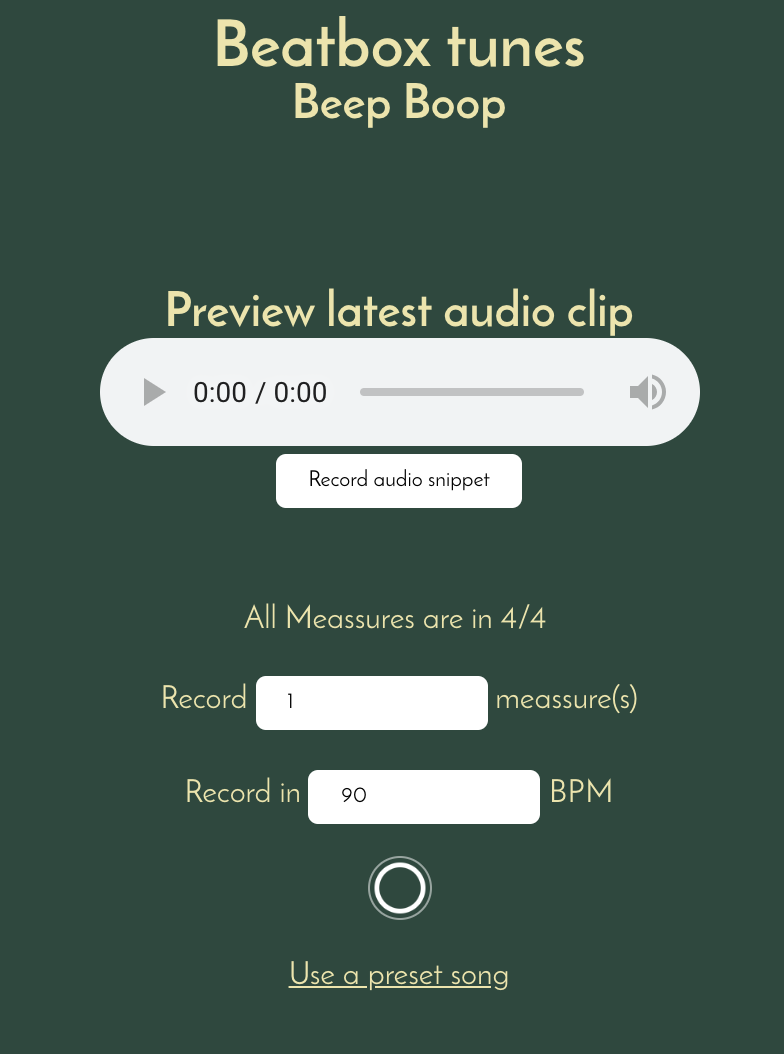 Beatbox tunes
Beep Boop
Preview latest audio clip
0:00 / 0:00
Record audio snippet
All Meassures are in 4/4
Record 1 meassure(s)
Record in 90 BPM
Use a preset song